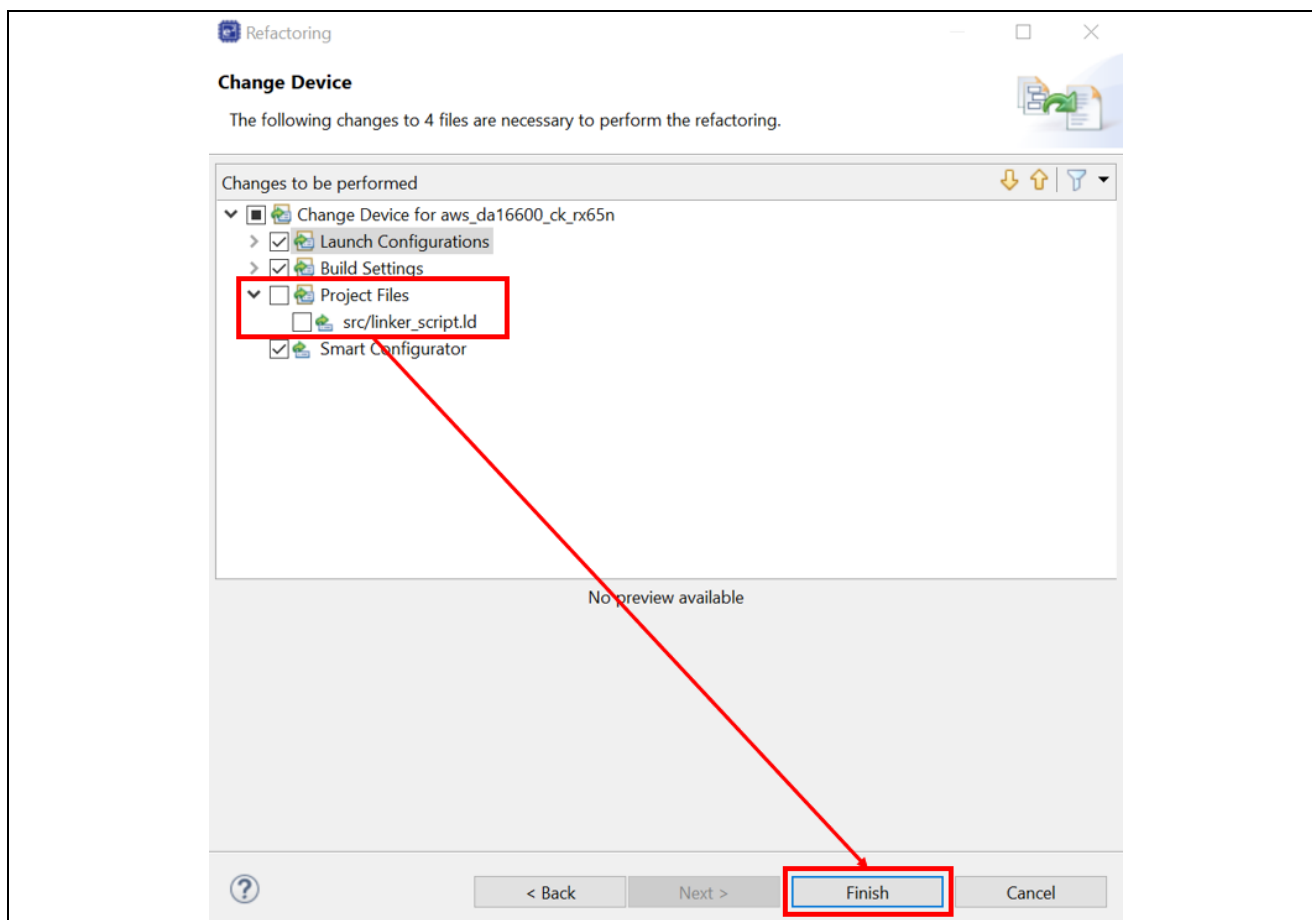 Refactoring
Change Device
The following changes to 4 files are necessary to perform the refactoring.
Changes to be performed
Change Device for aws_da16600_ck_rx65n
Launch Configurations
Build Settings
Project Files
src/linker_script.ld
Smart Configurator
No preview available
< Back Next > Finish Cancel